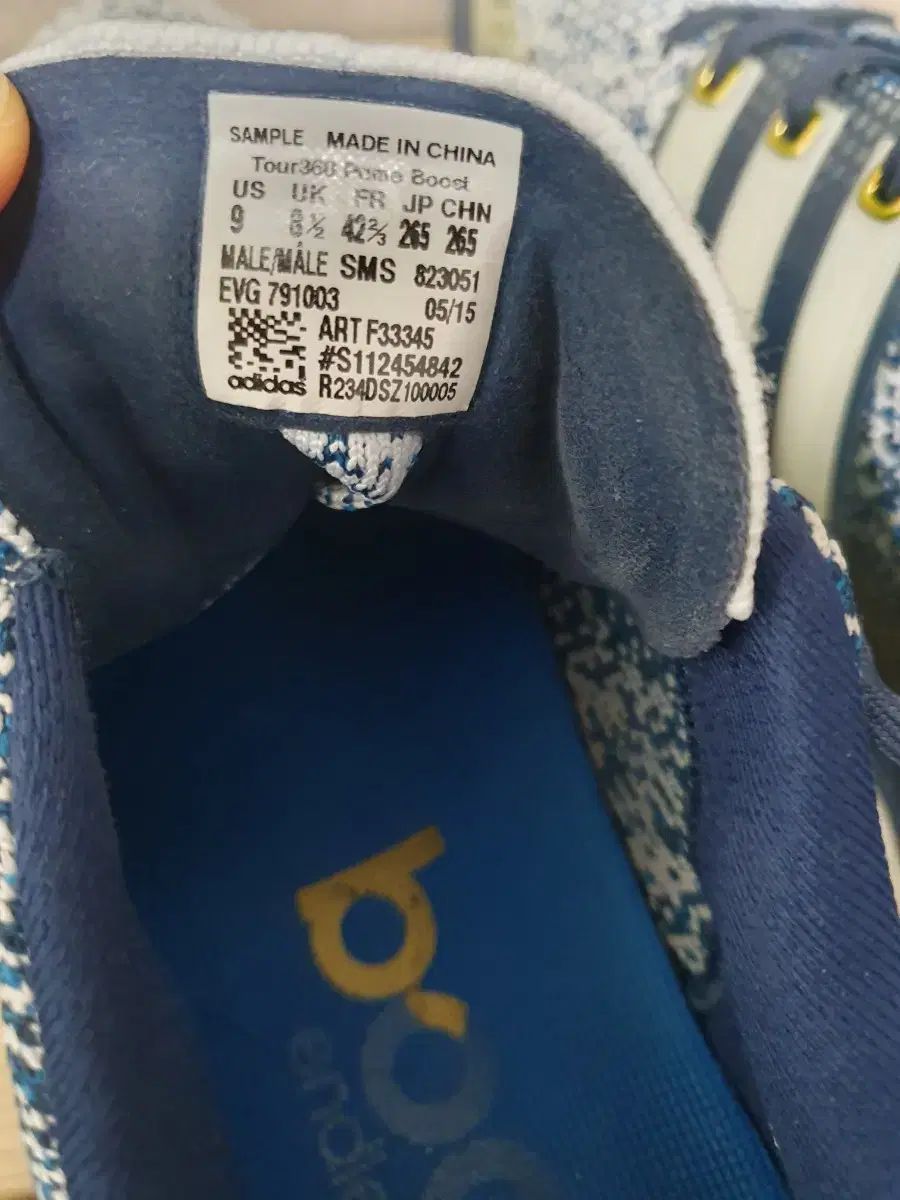 SAMPLE MADE IN CHINA
Tour360 Prime Boost
US UK FR JP CHN
9 8½ 42⅔ 265 265
MALE/MÂLE SMS 823051
EVG 791003 05/15
ART F33345
#S112454842
adidas R234DSZ100005